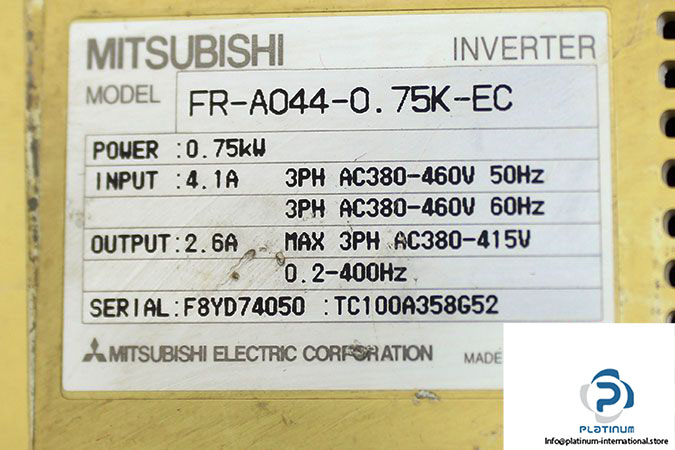 MITSUBISHI INVERTER
MODEL FR-A044-0.75K-EC
POWER :0.75kW
INPUT :4.1A 3PH AC380-460V 50Hz
3PH AC380-460V 60Hz
OUTPUT:2.6A MAX 3PH AC380-415V
0.2-400Hz
SERIAL:F8YD74050 :TC100A358G52
MITSUBISHI ELECTRIC CORPORATION MADE
PLATINUM
Info@platinum-international.store